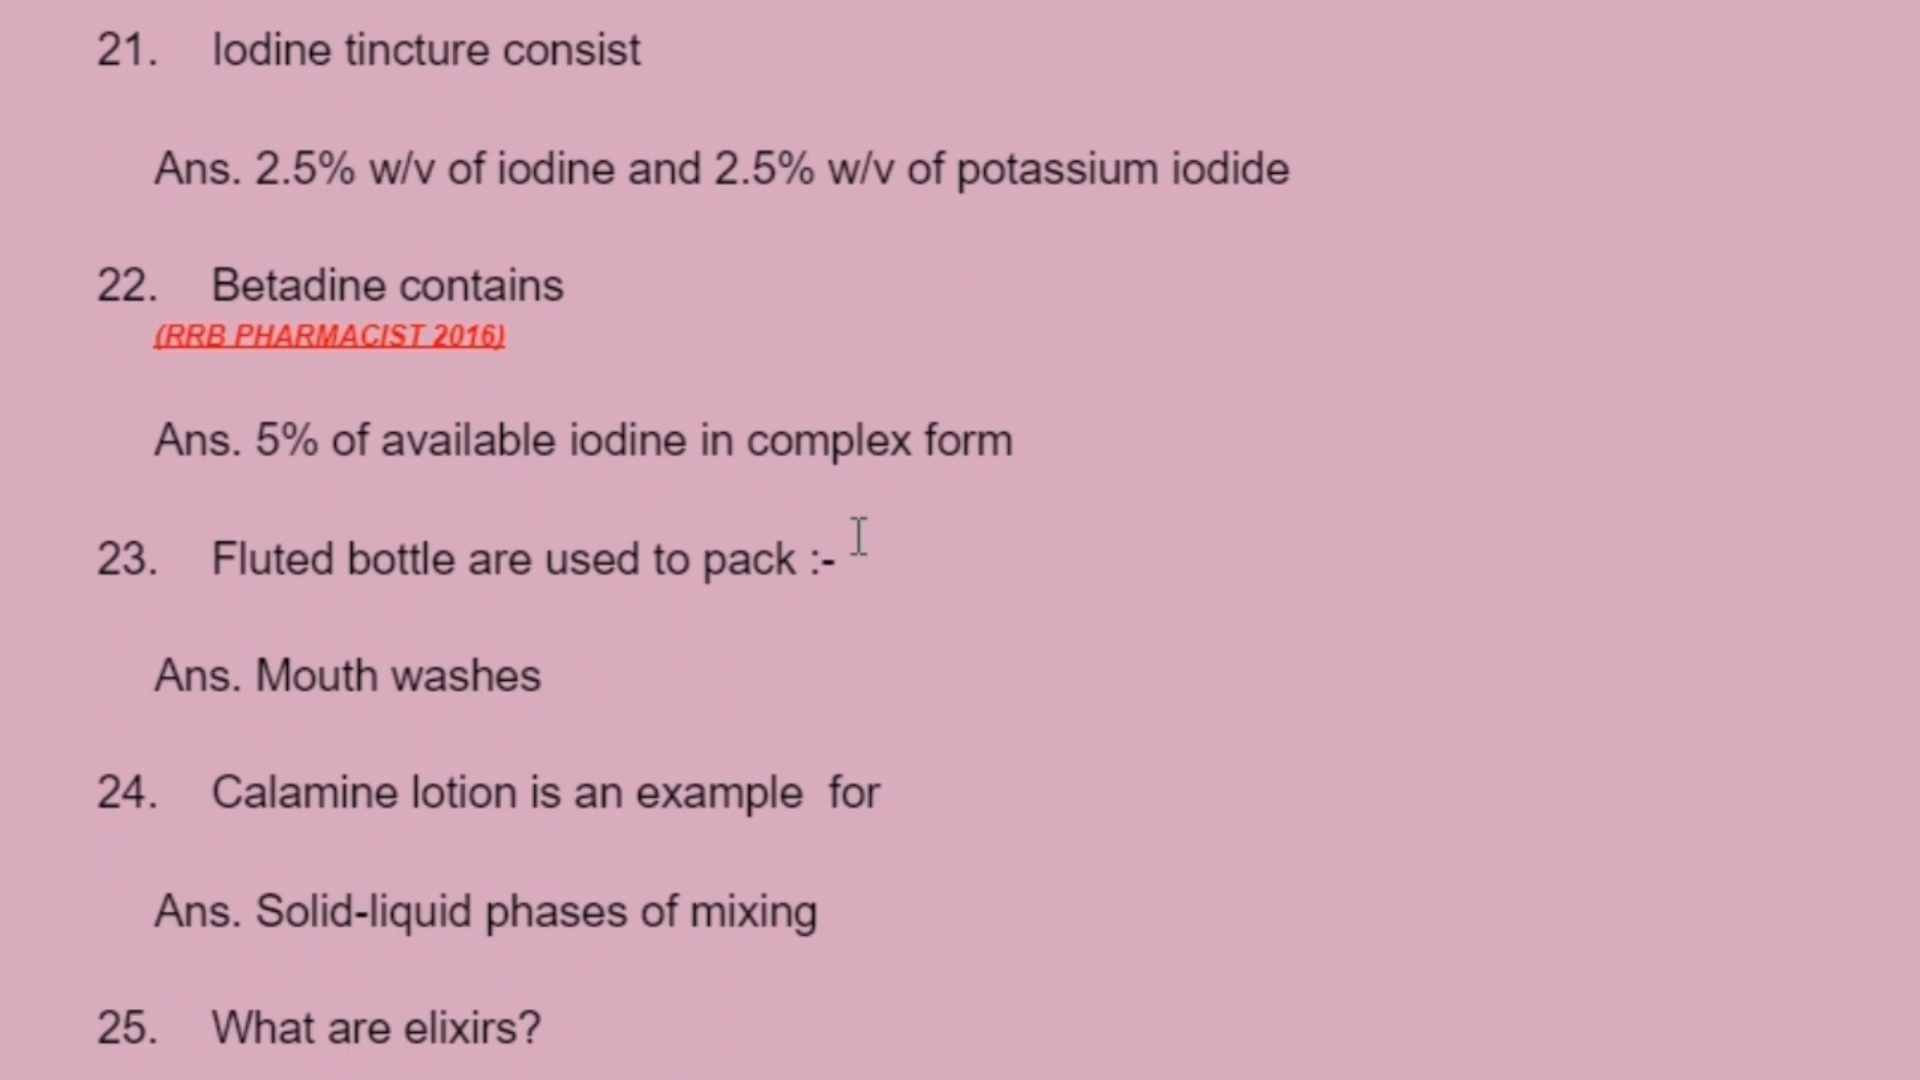 21. Iodine tincture consist
Ans. 2.5% w/v of iodine and 2.5% w/v of potassium iodide
22. Betadine contains
(RRB PHARMACIST 2016)
Ans. 5% of available iodine in complex form
23. Fluted bottle are used to pack :-
Ans. Mouth washes
24. Calamine lotion is an example  for
Ans. Solid-liquid phases of mixing
25. What are elixirs?